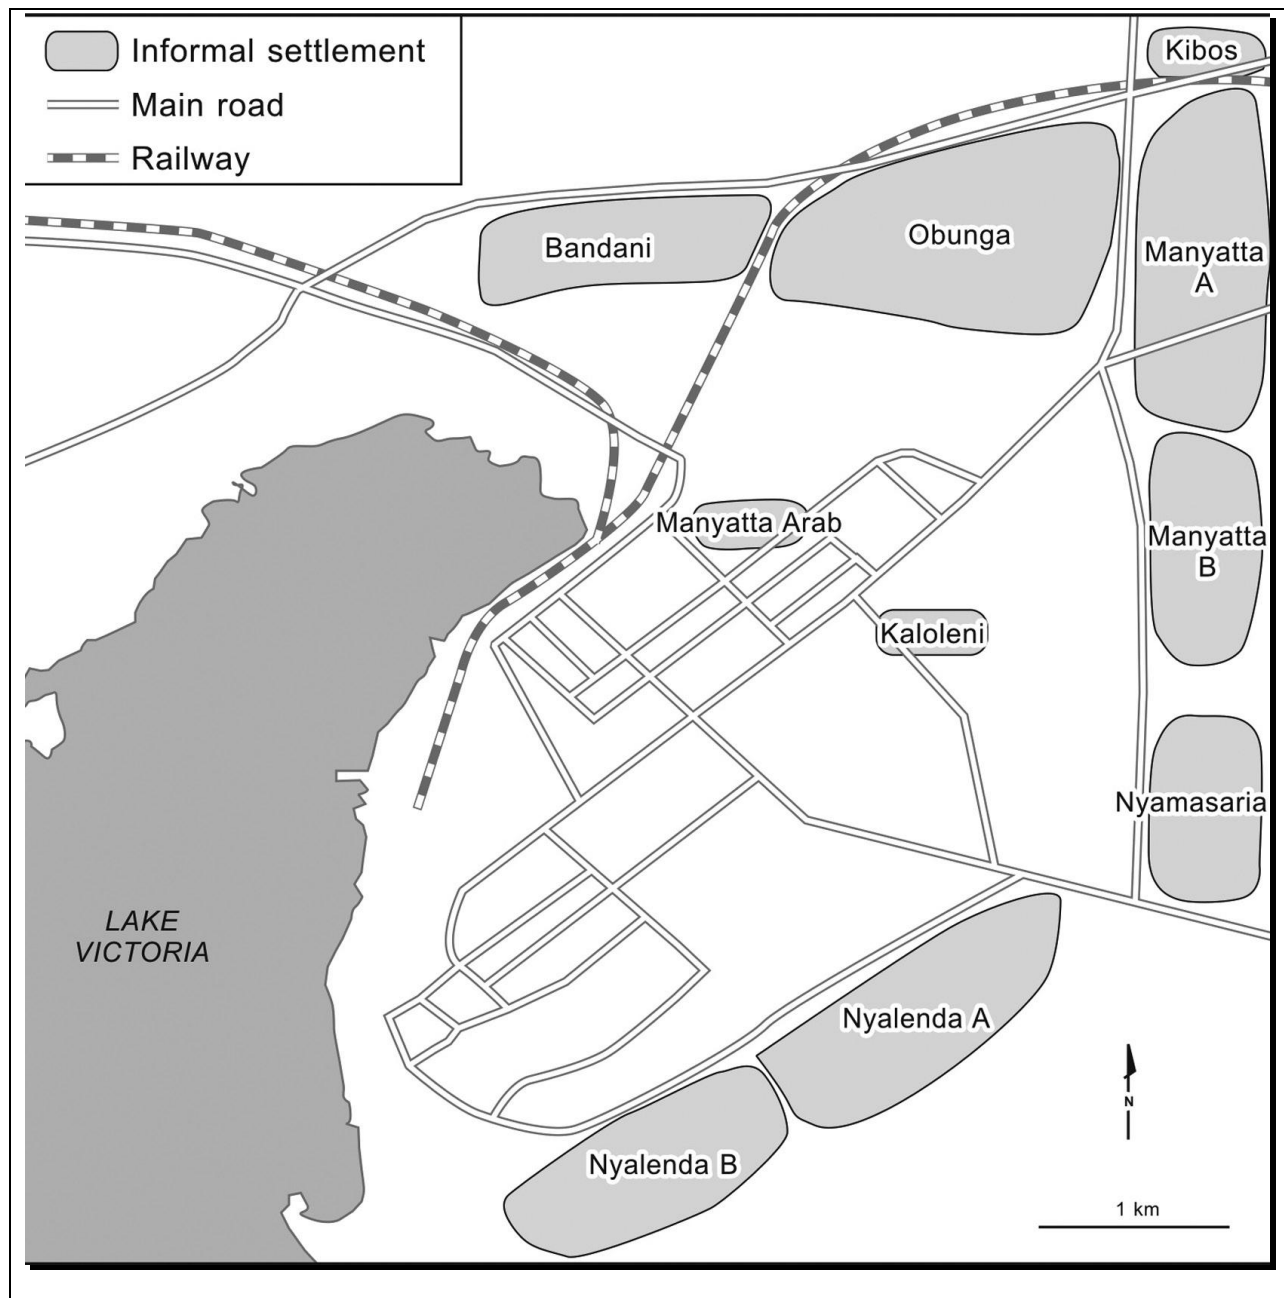 Informal settlement
Main road
Railway
Kibos
Bandani
Obunga
Manyatta
A
Manyatta Arab
Manyatta
B
Kaloleni
Nyamasaria
LAKE
VICTORIA
Nyalenda A
Nyalenda B
N
1 km